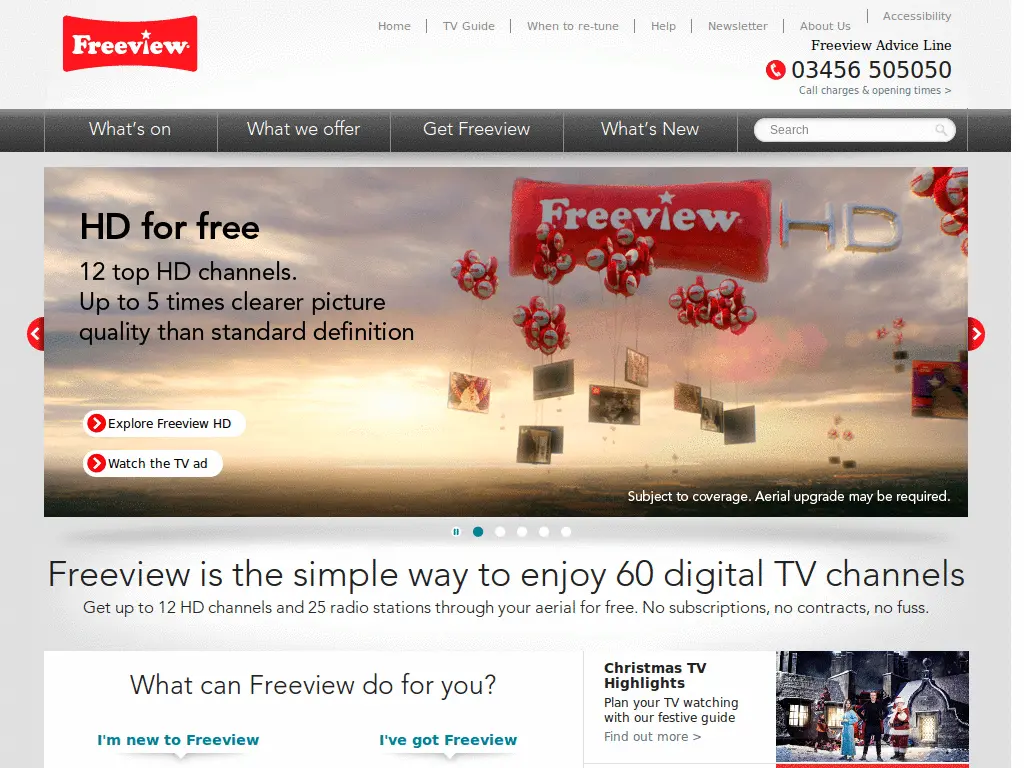 Freeview
Home
TV Guide
When to re-tune
Help
Newsletter
About Us
Accessibility
Freeview Advice Line
03456 505050
Call charges & opening times >
What's on
What we offer
Get Freeview
What's New
Search
HD for free
12 top HD channels.
Up to 5 times clearer picture
quality than standard definition
Freeview HD
Explore Freeview HD
Watch the TV ad
Subject to coverage. Aerial upgrade may be required.
Freeview is the simple way to enjoy 60 digital TV channels
Get up to 12 HD channels and 25 radio stations through your aerial for free. No subscriptions, no contracts, no fuss.
What can Freeview do for you?
I'm new to Freeview
I've got Freeview
Christmas TV
Highlights
Plan your TV watching
with our festive guide
Find out more >